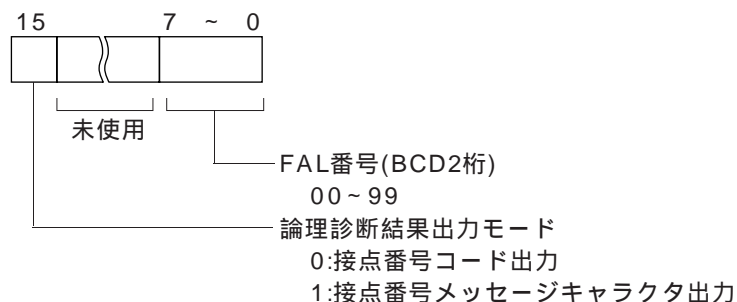 15 7 ~ 0
未使用
FAL番号(BCD2桁)
00~99
論理診断結果出力モード
0:接点番号コード出力
1:接点番号メッセージキャラクタ出力